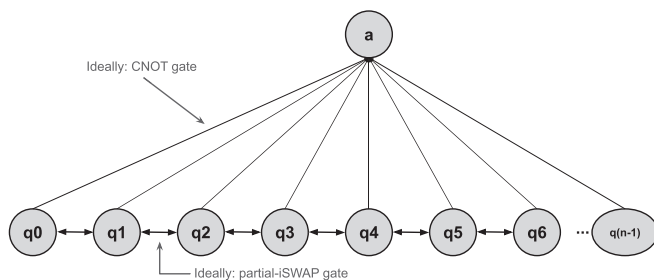 a
Ideally: CNOT gate
q0 q1 q2 q3 q4 q5 q6 ... q(n-1)
Ideally: partial-iSWAP gate